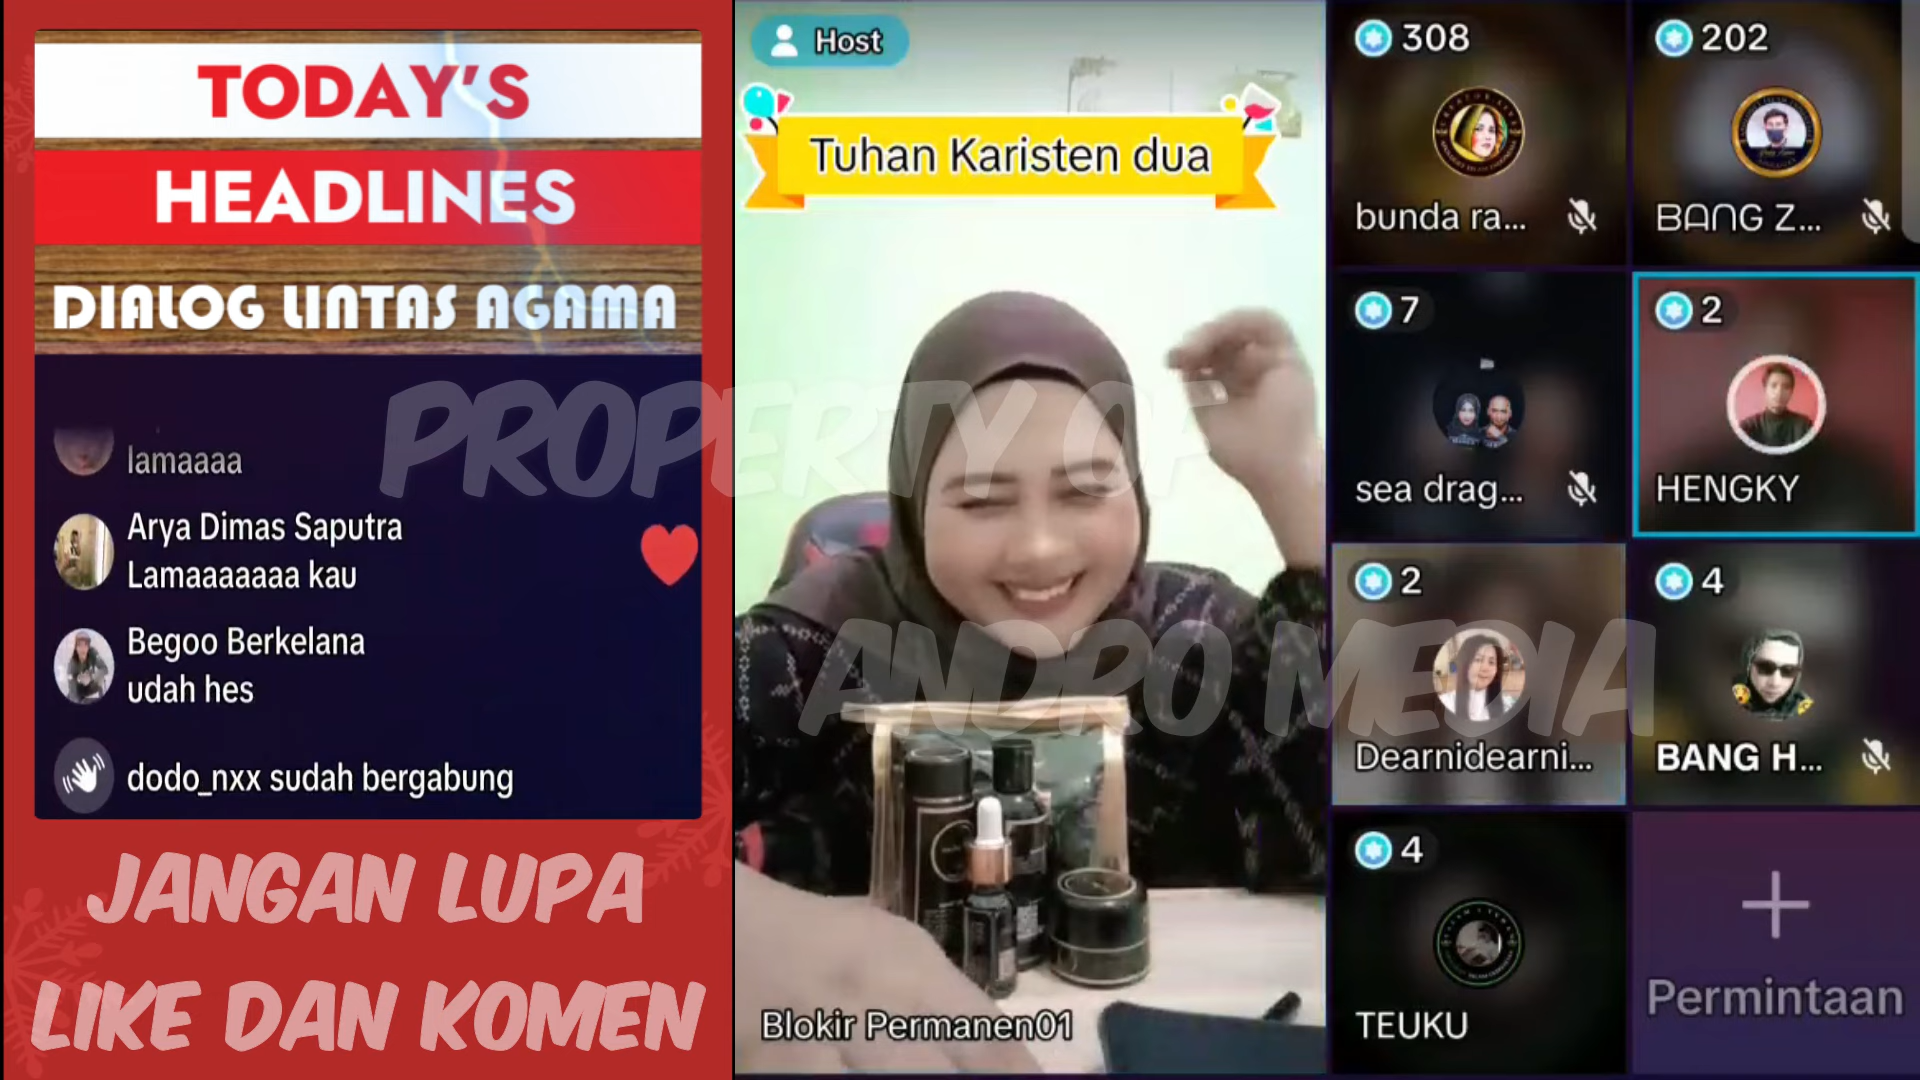 TODAY'S
HEADLINES
DIALOG LINTAS AGAMA
lamaaaa
Arya Dimas Saputra
Lamaaaaaaa kau
Begoo Berkelana
udah hes
dodo_nxx sudah bergabung
JANGAN LUPA
LIKE DAN KOMEN
PROPERTY OF
ANDRO MEDIA
Host
Tuhan Karisten dua
Blokir Permanen01
308
bunda ra...
202
BANG Z...
7
sea drag...
2
HENGKY
2
Dearnidearni...
4
BANG H...
4
TEUKU
Permintaan